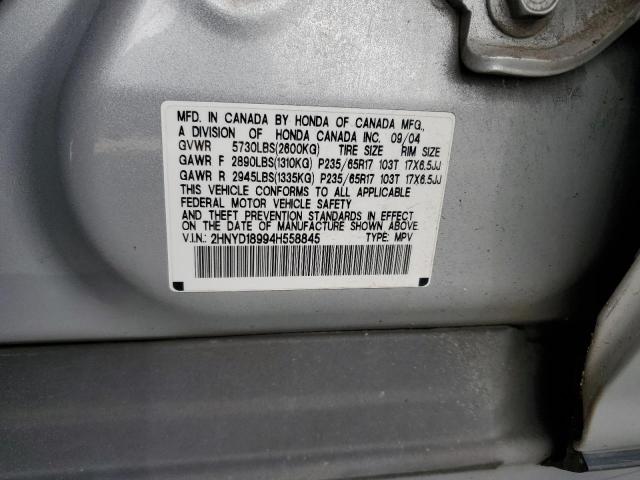 MFD. IN CANADA BY HONDA OF CANADA MFG.,
A DIVISION OF HONDA CANADA INC. 09/04
GVWR 5730LBS(2600KG) TIRE SIZE RIM SIZE
GAWR F 2890LBS(1310KG) P235/65R17 103T 17X6.5JJ
GAWR R 2945LBS(1335KG) P235/65R17 103T 17X6.5JJ
THIS VEHICLE CONFORMS TO ALL APPLICABLE
FEDERAL MOTOR VEHICLE SAFETY
AND THEFT PREVENTION STANDARDS IN EFFECT
ON THE DATE OF MANUFACTURE SHOWN ABOVE.
V.I.N.: 2HNYD18994H558845 TYPE: MPV